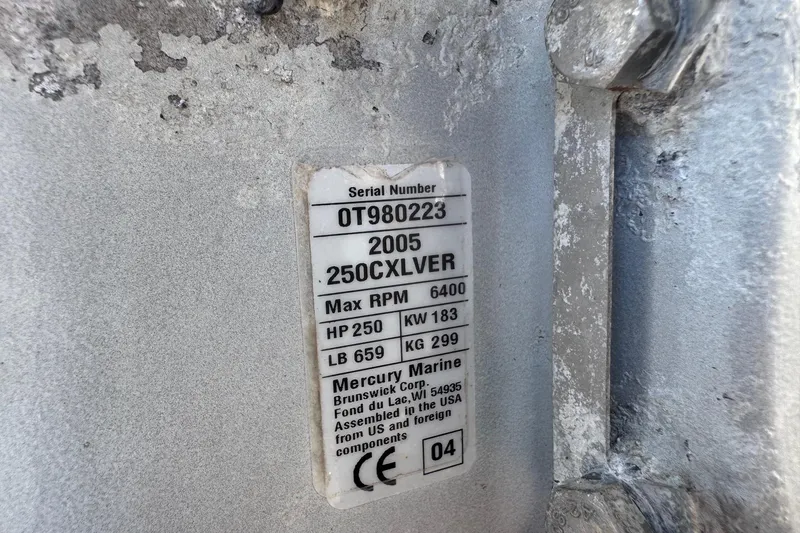 Serial Number
0T980223
2005
250CXLVER
Max RPM 6400
HP 250 KW 183
LB 659 KG 299
Mercury Marine
Brunswick Corp.
Fond du Lac, WI 54935
Assembled in the USA
from US and foreign
components
CE 04